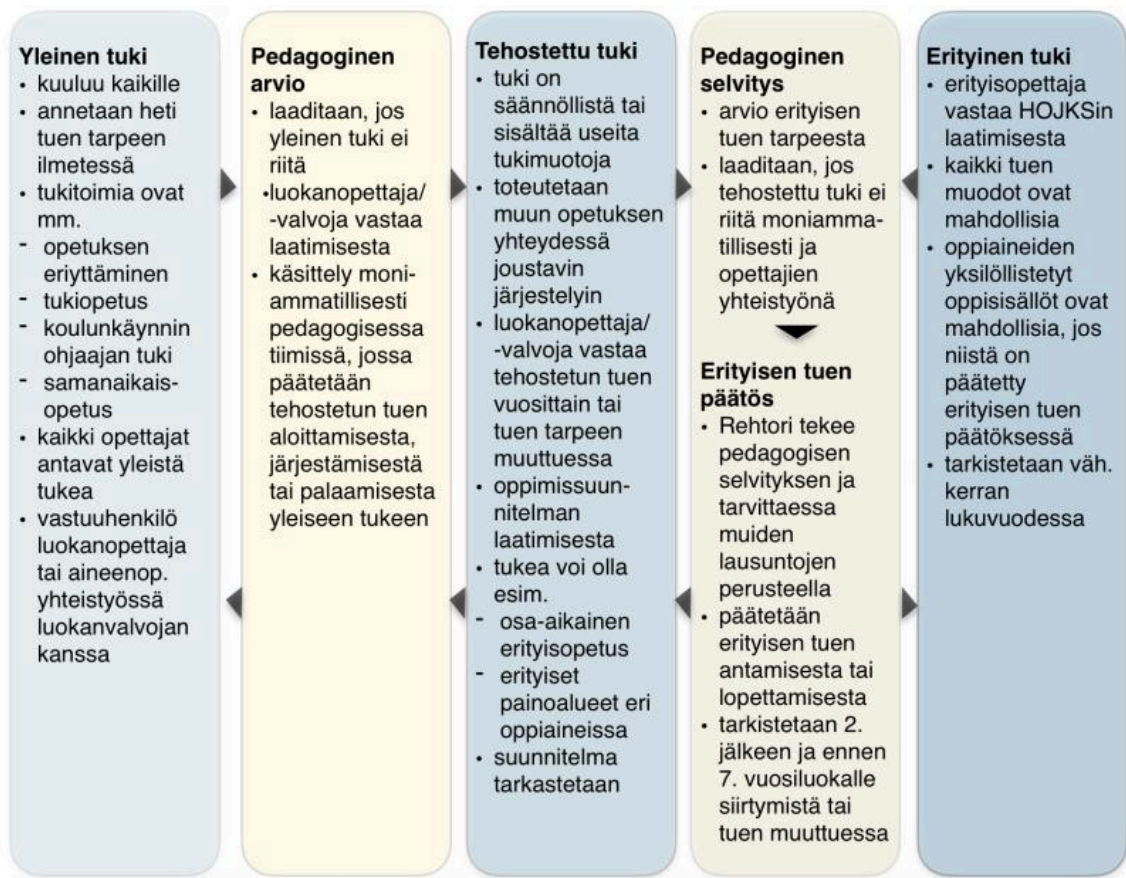 Yleinen tuki
• kuuluu kaikille
• annetaan heti
tuen tarpeen
ilmetessä
• tukitoimia ovat
mm.
- opetuksen
eriyttäminen
- tukiopetus
- koulunkäynnin
ohjaajan tuki
- samanaikais-
opetus
• kaikki opettajat
antavat yleistä
tukea
• vastuuhenkilö
luokanopettaja
tai aineenop.
yhteistyössä
luokanvalvojan
kanssa
Pedagoginen
arvio
• laaditaan, jos
yleinen tuki ei
riitä
•luokanopettaja/
-valvoja vastaa
laatimisesta
• käsittely moni-
ammatillisesti
pedagogisessa
tiimissä, jossa
päätetään
tehostetun tuen
aloittamisesta,
järjestämisestä
tai palaamisesta
yleiseen tukeen
Tehostettu tuki
• tuki on
säännöllistä tai
sisältää useita
tukimuotoja
• toteutetaan
muun opetuksen
yhteydessä
joustavin
järjestelyin
• luokanopettaja/
-valvoja vastaa
tehostetun tuen
vuosittain tai
tuen tarpeen
muuttuessa
• oppimissuun-
nitelman
laatimisesta
• tukea voi olla
esim.
- osa-aikainen
erityisopetus
- erityiset
painoalueet eri
oppiaineissa
• suunnitelma
tarkastetaan
Pedagoginen
selvitys
• arvio erityisen
tuen tarpeesta
• laaditaan, jos
tehostettu tuki ei
riitä moniamma-
tillisesti ja
opettajien
yhteistyönä
Erityisen tuen
päätös
• Rehtori tekee
pedagogisen
selvityksen ja
tarvittaessa
muiden
lausuntojen
perusteella
• päätetään
erityisen tuen
antamisesta tai
lopettamisesta
• tarkistetaan 2.
jälkeen ja ennen
7. vuosiluokalle
siirtymistä tai
tuen muuttuessa
Erityinen tuki
• erityisopettaja
vastaa HOJKSin
laatimisesta
• kaikki tuen
muodot ovat
mahdollisia
• oppiaineiden
yksilöllistetyt
oppisisällöt ovat
mahdollisia, jos
niistä on
päätetty
erityisen tuen
päätöksessä
• tarkistetaan väh.
kerran
lukuvuodessa